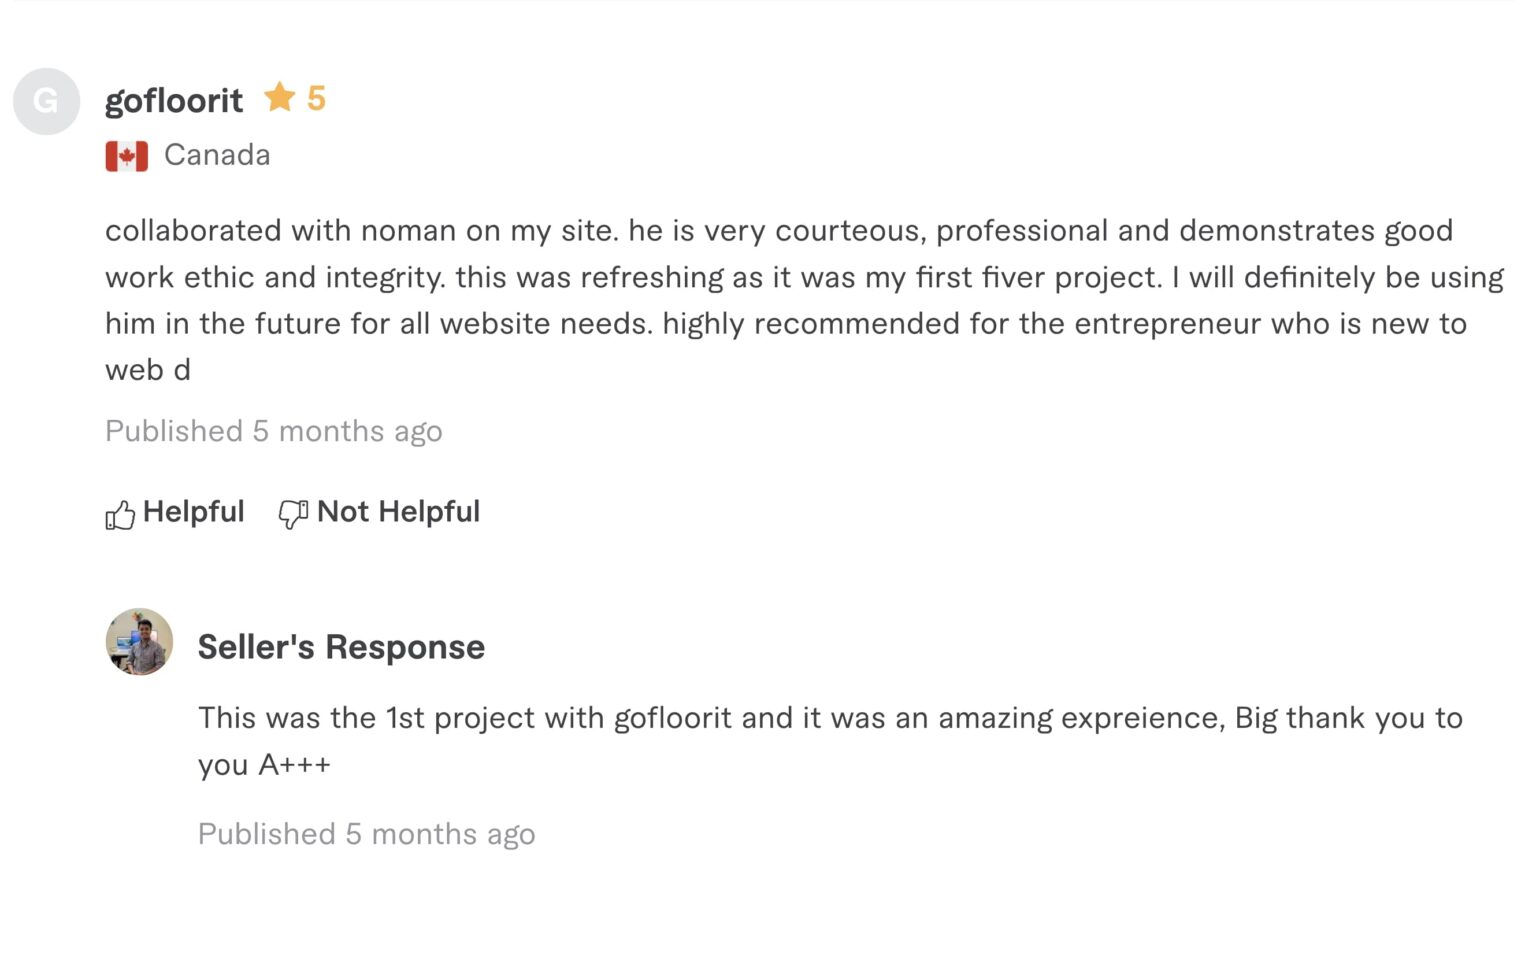 G
gofloorit 5
Canada
collaborated with noman on my site. he is very courteous, professional and demonstrates good
work ethic and integrity. this was refreshing as it was my first fiver project. I will definitely be using
him in the future for all website needs. highly recommended for the entrepreneur who is new to
web d
Published 5 months ago
Helpful Not Helpful
Seller's Response
This was the 1st project with gofloorit and it was an amazing expreience, Big thank you to
you A+++
Published 5 months ago